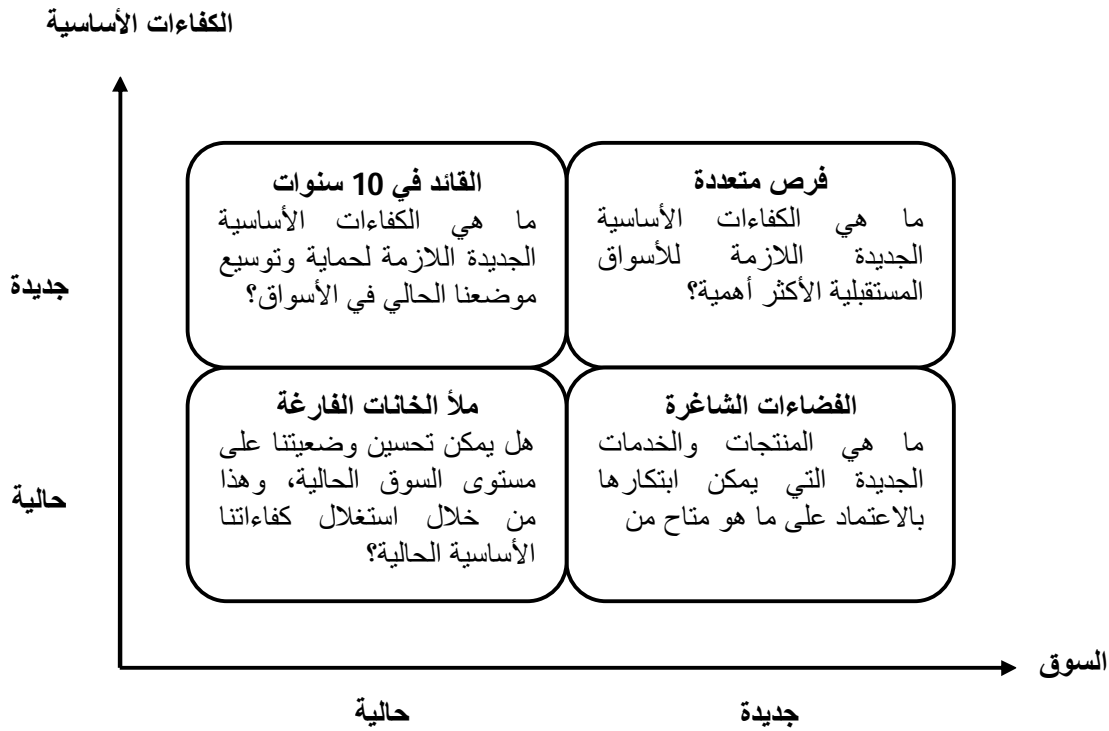 الكفاءات الأساسية
القائد في 10 سنوات
ما هي الكفاءات الأساسية
الجديدة اللازمة لحماية وتوسيع
موضعنا الحالي في الأسواق؟
فرص متعددة
ما هي الكفاءات الأساسية
الجديدة اللازمة للأسواق
المستقبلية الأكثر أهمية؟
جديدة
ملأ الخانات الفارغة
هل يمكن تحسين وضعيتنا على
مستوى السوق الحالية، وهذا
من خلال استغلال كفاءاتنا
الأساسية الحالية؟
الفضاءات الشاغرة
ما هي المنتجات والخدمات
الجديدة التي يمكن ابتكارها
بالاعتماد على ما هو متاح من
حالية
السوق
حالية
جديدة